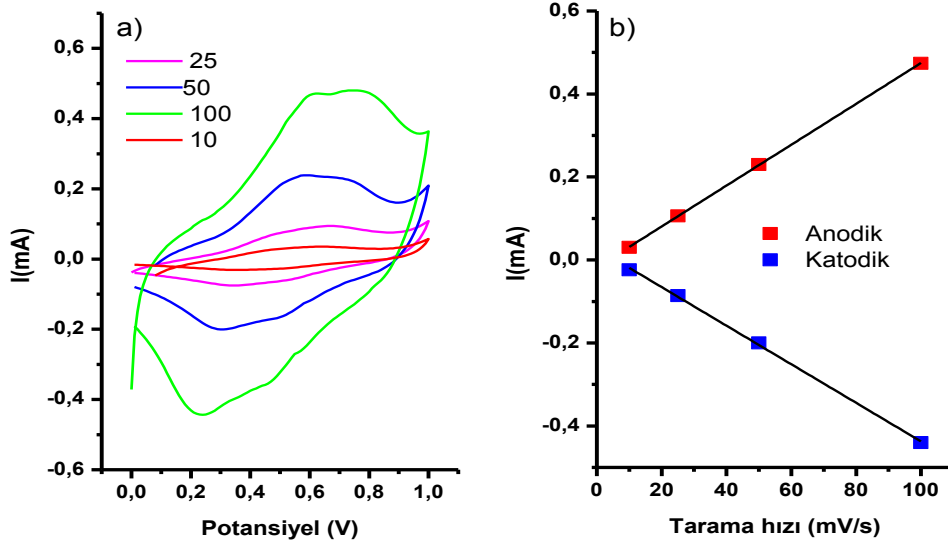 a)
25
50
100
10
0,6
0,4
0,2
0,0
-0,2
-0,4
-0,6
I(mA)
0,0 0,2 0,4 0,6 0,8 1,0
Potansiyel (V)
b)
0,6
0,4
0,2
0,0
-0,2
-0,4
I(mA)
Anodik
Katodik
0 20 40 60 80 100
Tarama hızı (mV/s)